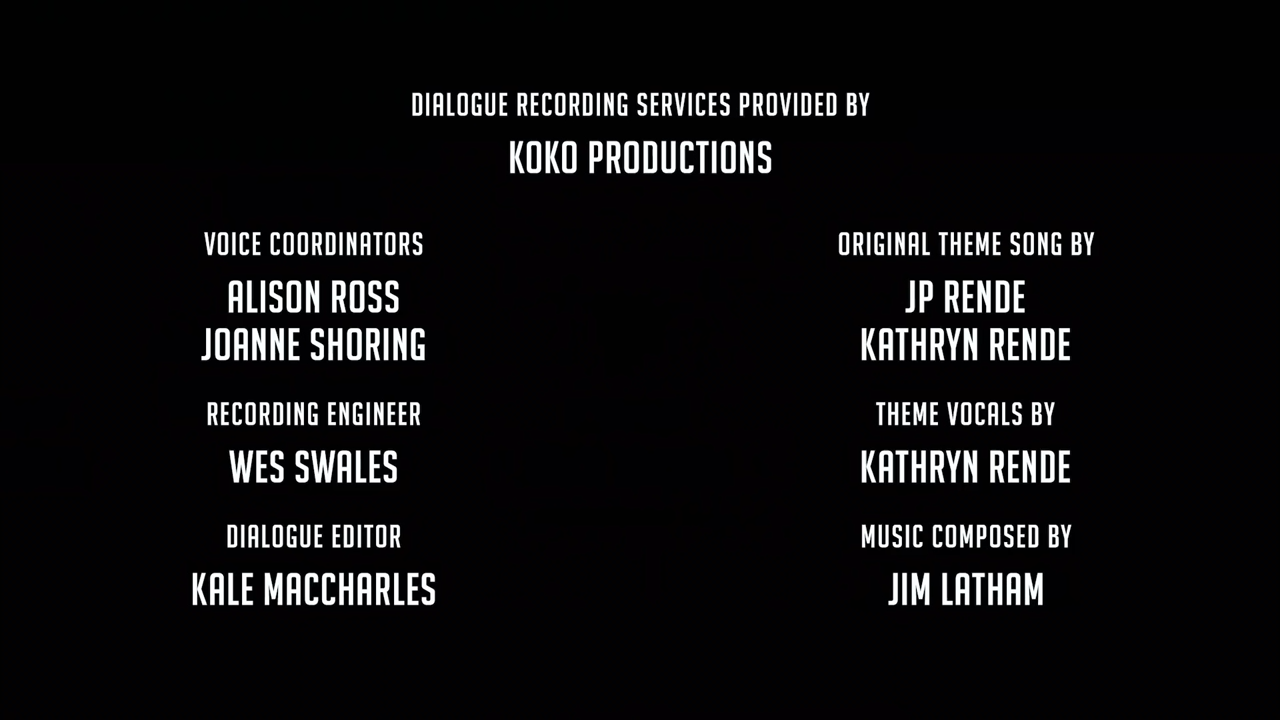 DIALOGUE RECORDING SERVICES PROVIDED BY
KOKO PRODUCTIONS
VOICE COORDINATORS
ALISON ROSS
JOANNE SHORING
RECORDING ENGINEER
WES SWALES
DIALOGUE EDITOR
KALE MACCHARLES
ORIGINAL THEME SONG BY
JP RENDE
KATHRYN RENDE
THEME VOCALS BY
KATHRYN RENDE
MUSIC COMPOSED BY
JIM LATHAM